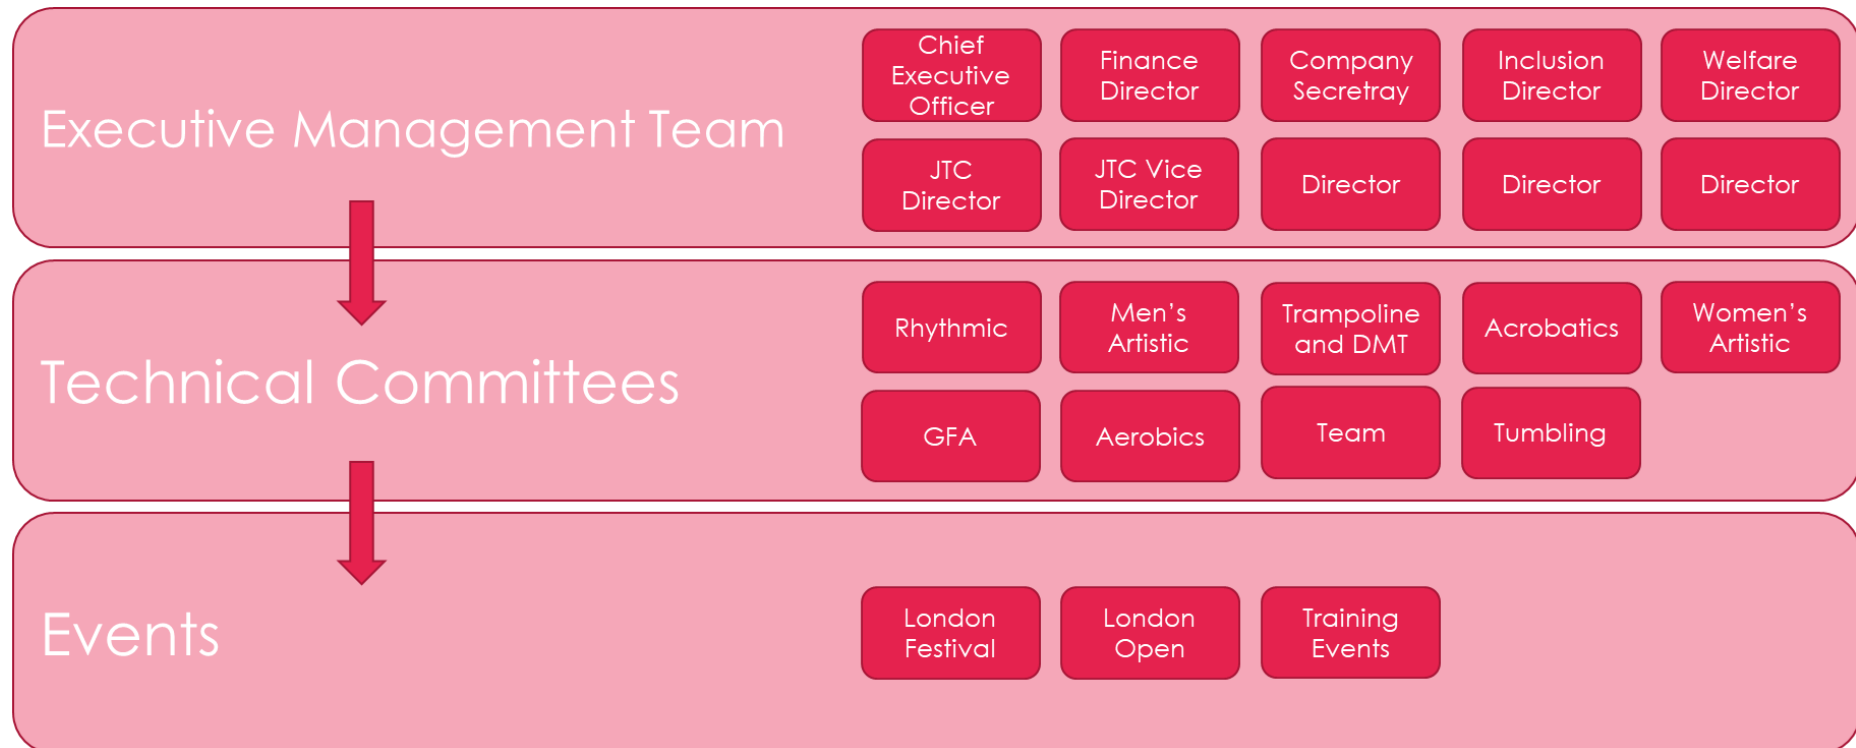 Executive Management Team
Chief
Executive
Officer
Finance
Director
Company
Secretray
Inclusion
Director
Welfare
Director
JTC
Director
JTC Vice
Director
Director
Director
Director
Technical Committees
Rhythmic
Men's
Artistic
Trampoline
and DMT
Acrobatics
Women's
Artistic
GFA
Aerobics
Team
Tumbling
Events
London
Festival
London
Open
Training
Events